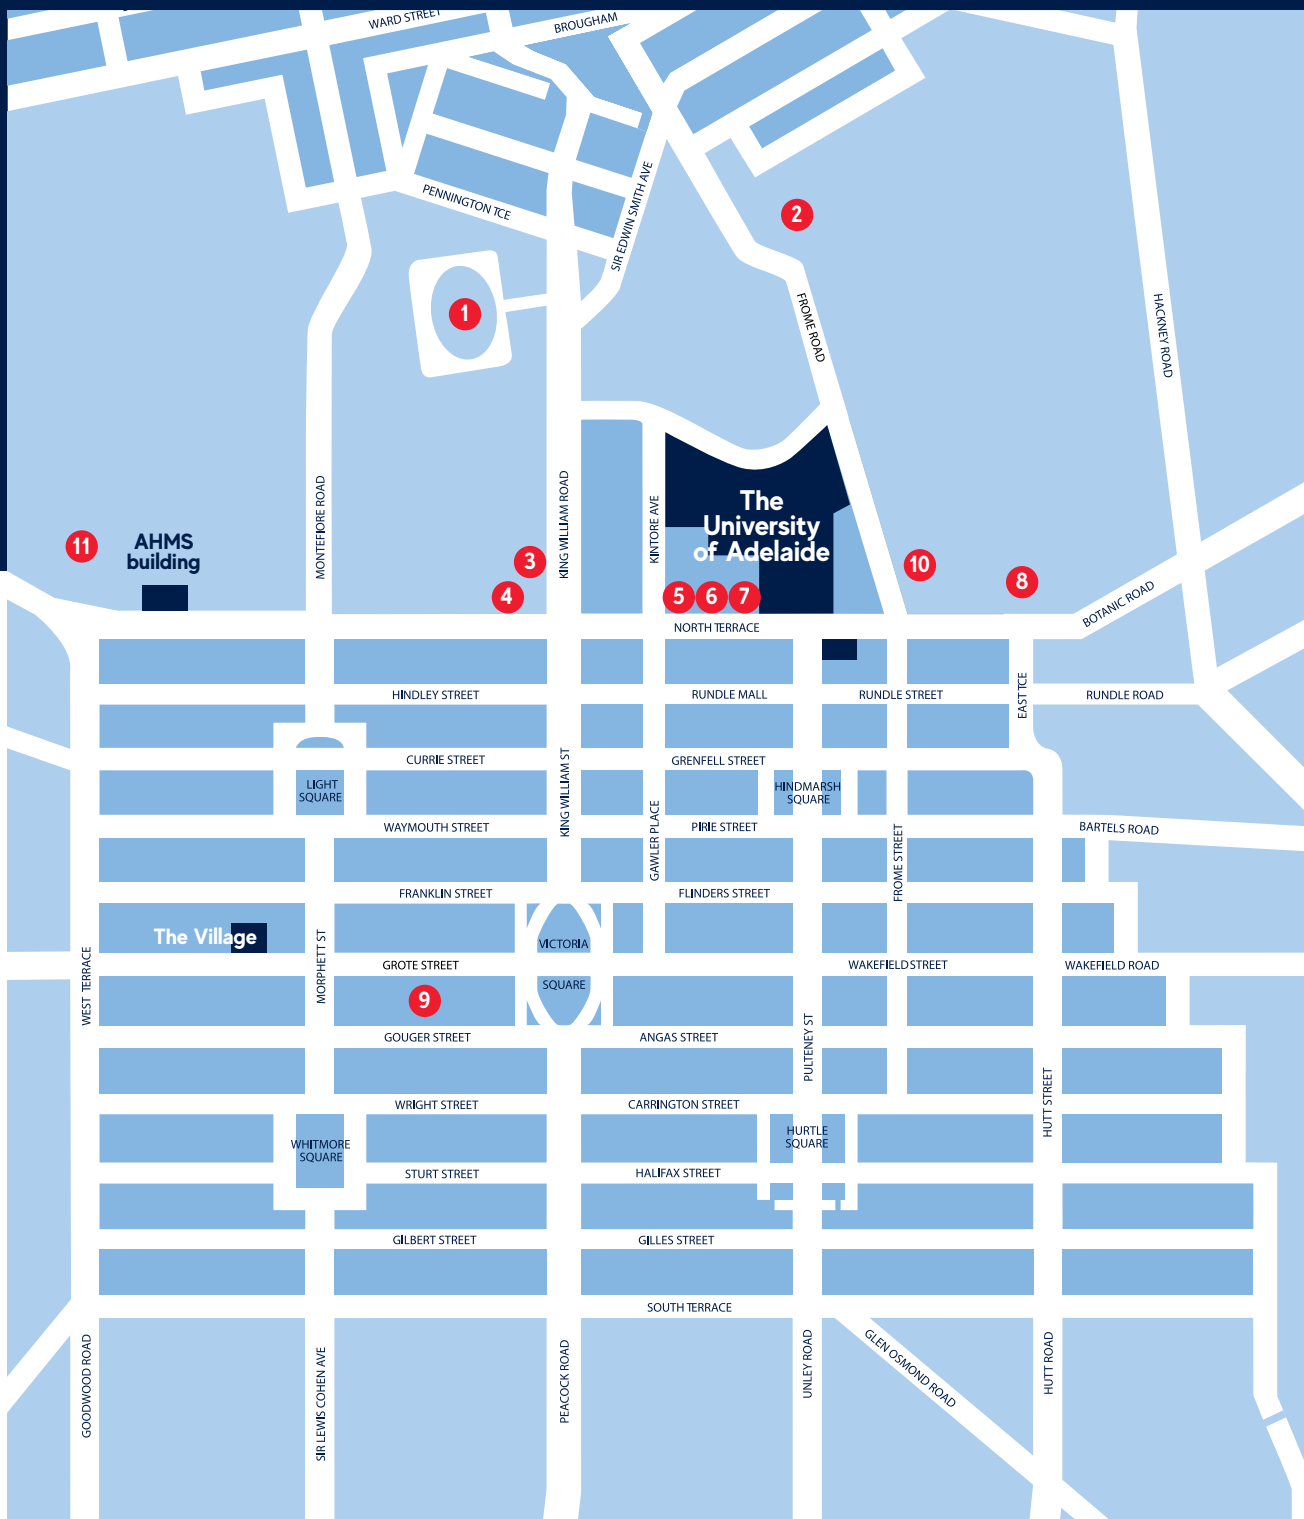 WARD STREET
BROUGHAM
PENNINGTON TCE
SIR EDWIN SMITH AVE
2
1
FROME ROAD
HACKNEY ROAD
MONTEFIORE ROAD
KING WILLIAM ROAD
KINTORE AVE
The
University
of Adelaide
11
AHMS
building
3
4
5
6
7
10
8
BOTANIC ROAD
NORTH TERRACE
HINDLEY STREET
RUNDLE MALL
RUNDLE STREET
EAST TCE
RUNDLE ROAD
CURRIE STREET
KING WILLIAM ST
GRENFELL STREET
LIGHT
SQUARE
HINDMARSH
SQUARE
WAYMOUTH STREET
GAWLER PLACE
PIRIE STREET
FROME STREET
BARTELS ROAD
FRANKLIN STREET
FLINDERS STREET
The Village
VICTORIA
SQUARE
WEST TERRACE
MORPHETT ST
GROTE STREET
WAKEFIELD STREET
WAKEFIELD ROAD
9
GOUGER STREET
ANGAS STREET
PULTENEY ST
WRIGHT STREET
CARRINGTON STREET
HUTT STREET
WHITMORE
SQUARE
HURTLE
SQUARE
STURT STREET
HALIFAX STREET
GILBERT STREET
GILLES STREET
SOUTH TERRACE
GOODWOOD ROAD
SIR LEWIS COHEN AVE
PEACOCK ROAD
UNLEY ROAD
GLEN OSMOND ROAD
HUTT ROAD